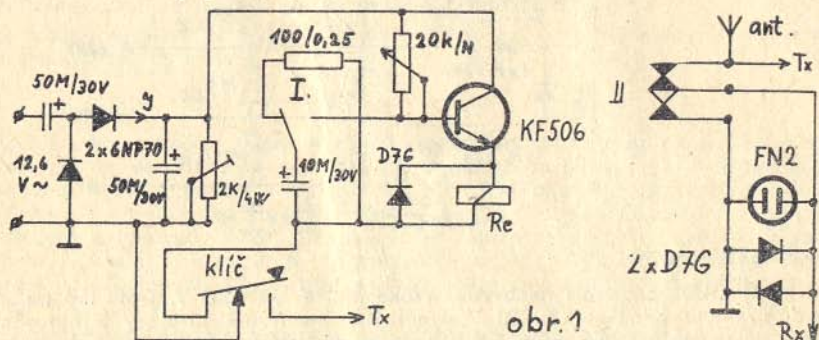 100/0,25
I.
20k/N
50M/30V
+
y
2x6NP70
12,6
V~
+
50M/30V
2k/4W
+
10M/30V
D7G
KF506
Re
klíč
Tx
obr.1
ant.
Tx
II
FN2
2xD7G
Rx